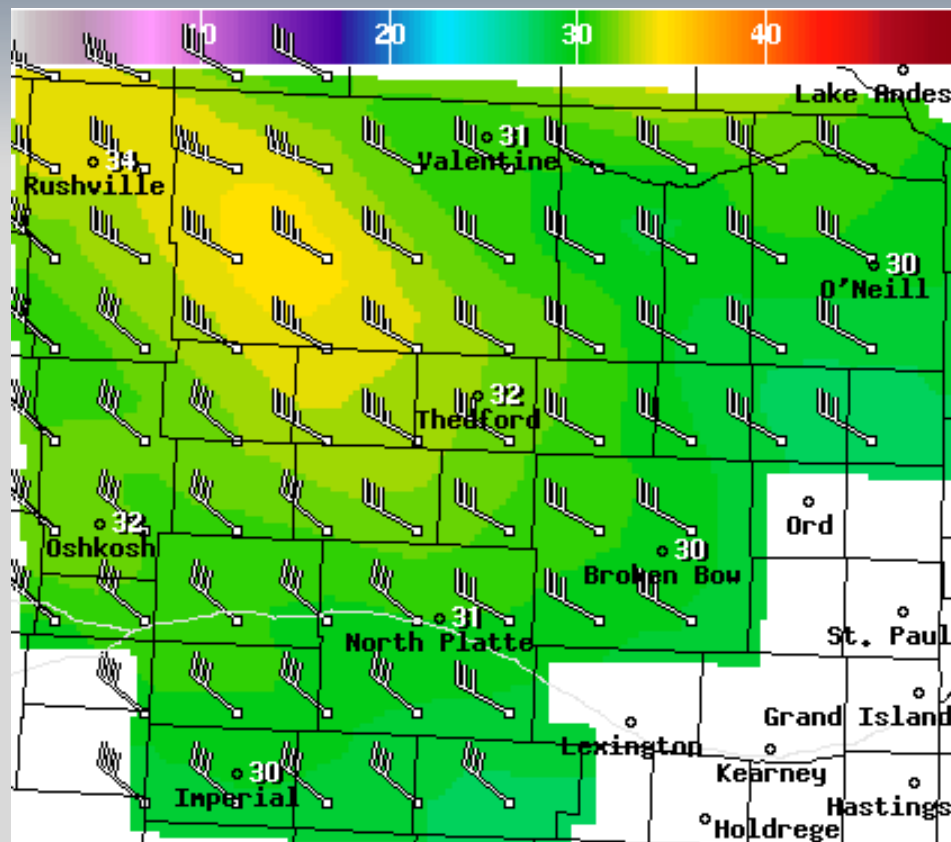 10 20 30 40
Lake Andes
31
Valentine
34
Rushville
30
O'Neill
32
Thedford
32
Oshkosh
Ord
30
Broken Bow
31
North Platte
St. Paul
Grand Island
Lexington
Kearney
30
Imperial
Hastings
Holdrege